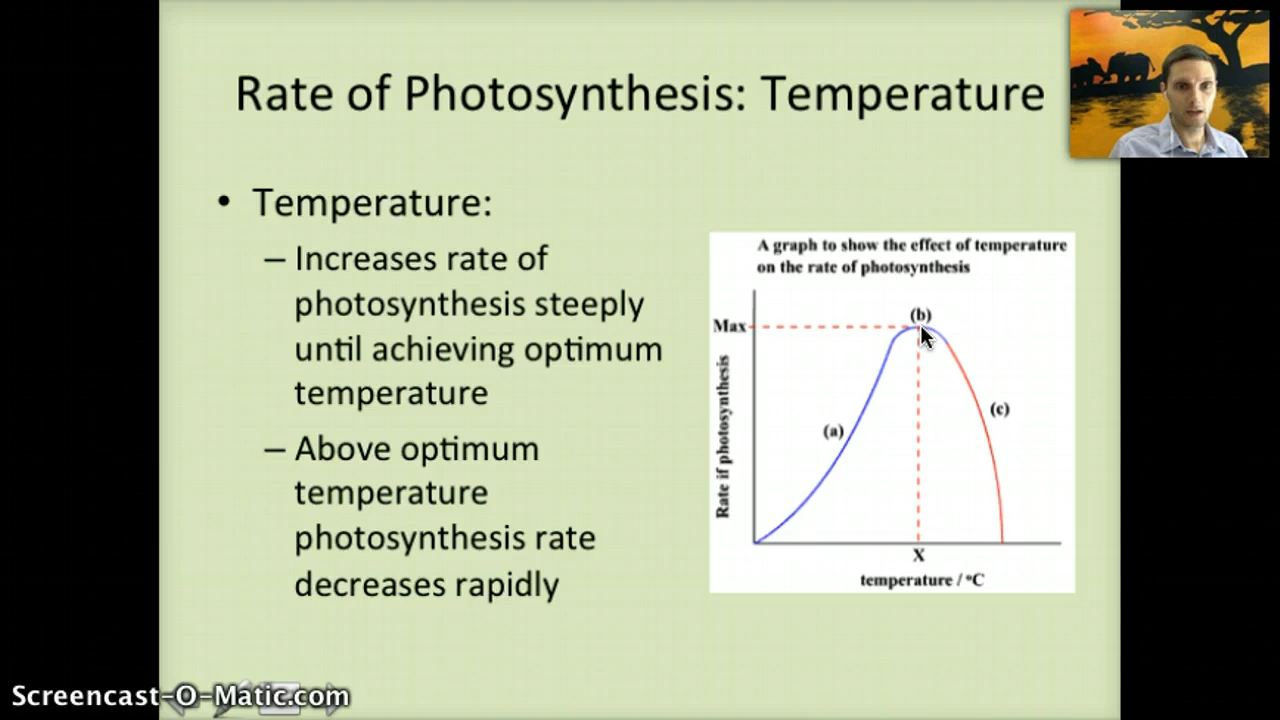 Rate of Photosynthesis: Temperature
• Temperature:
– Increases rate of
photosynthesis steeply
until achieving optimum
temperature
– Above optimum
temperature
photosynthesis rate
decreases rapidly
A graph to show the effect of temperature
on the rate of photosynthesis
(b)
Max
(c)
(a)
Rate if photosynthesis
X
temperature / °C
Screencast-O-Matic.com